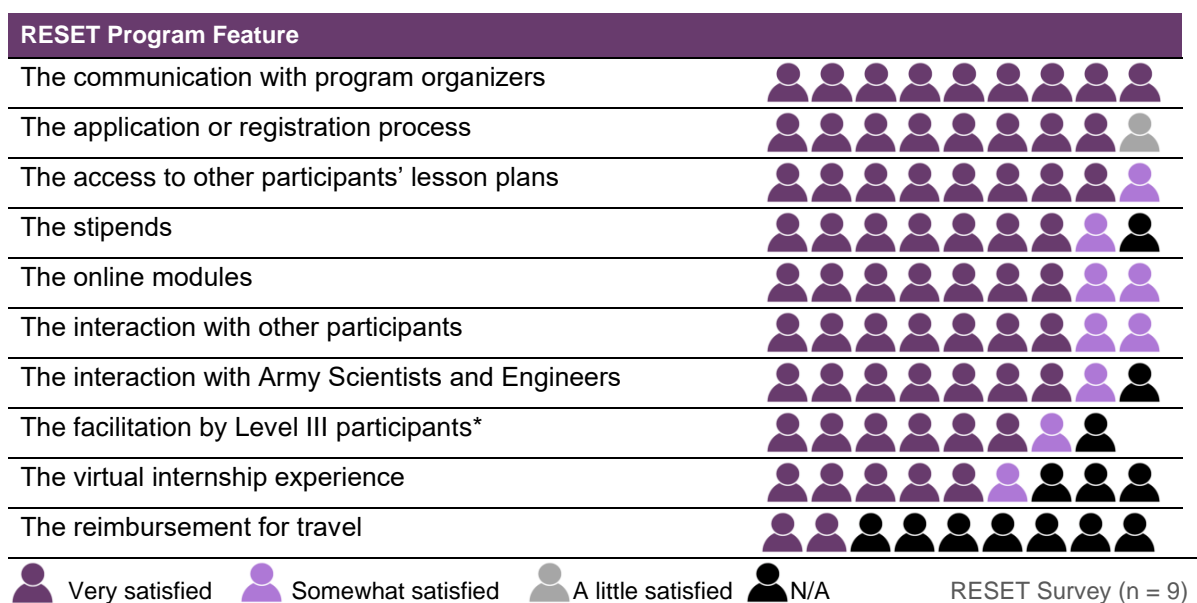 RESET Program Feature
The communication with program organizers
The application or registration process
The access to other participants’ lesson plans
The stipends
The online modules
The interaction with other participants
The interaction with Army Scientists and Engineers
The facilitation by Level III participants*
The virtual internship experience
The reimbursement for travel
Very satisfied Somewhat satisfied A little satisfied N/A RESET Survey (n = 9)